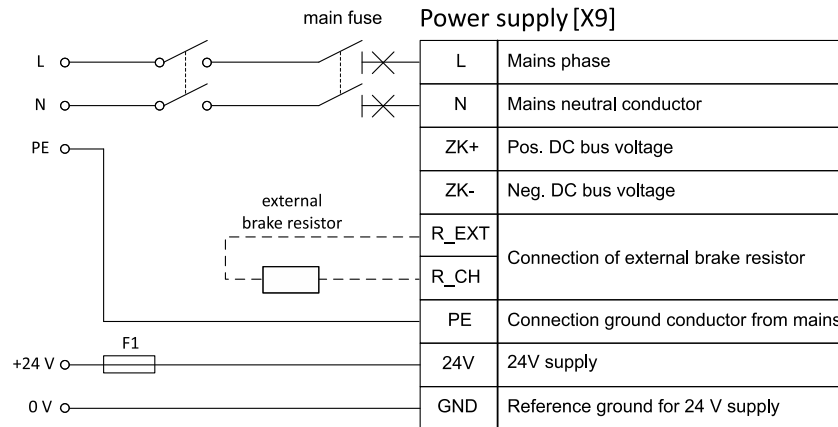 main fuse
Power supply [X9]
L
L
Mains phase
N
N
Mains neutral conductor
PE
ZK+
Pos. DC bus voltage
ZK-
Neg. DC bus voltage
external
brake resistor
R_EXT
R_CH
Connection of external brake resistor
PE
Connection ground conductor from mains
F1
+24 V
24V
24V supply
0 V
GND
Reference ground for 24 V supply